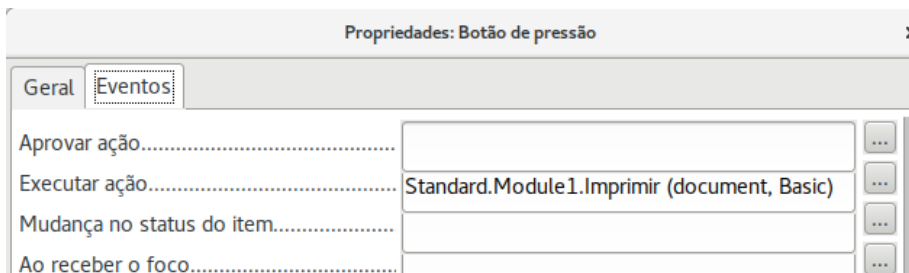 Propriedades: Botão de pressão
Geral Eventos
Aprovar ação............................................
Executar ação.......................................... Standard.Module1.Imprimir (document, Basic)
Mudança no status do item.....................
Ao receber o foco...................................